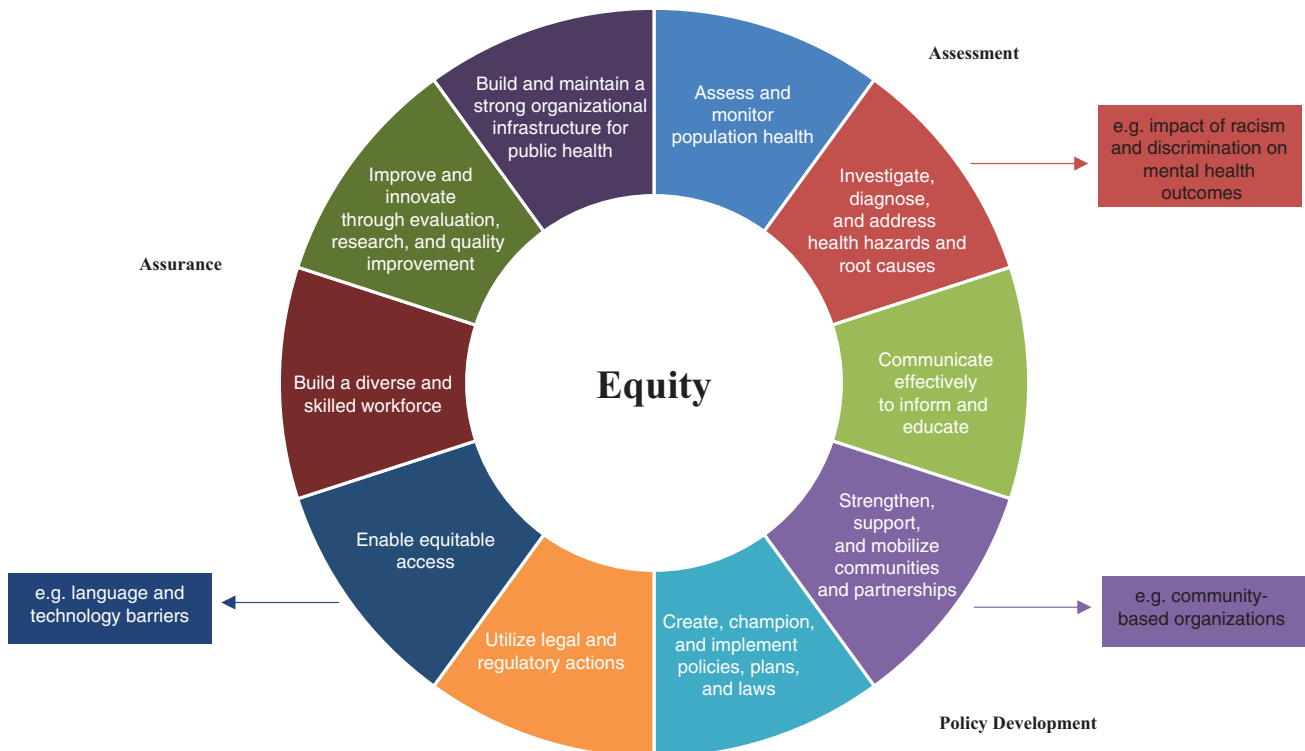 Assessment
Build and maintain a
strong organizational
infrastructure for
public health
Assess and
monitor
population health
e.g. impact of racism
and discrimination on
mental health
outcomes
Improve and
innovate
through evaluation,
research, and quality
improvement
Investigate,
diagnose,
and address
health hazards and
root causes
Assurance
Build a diverse and
skilled workforce
Equity
Communicate
effectively
to inform and
educate
Enable equitable
access
Strengthen,
support,
and mobilize
communities
and partnerships
e.g. language and
technology barriers
e.g. community-
based organizations
Utilize legal and
regulatory actions
Create, champion,
and implement
policies, plans,
and laws
Policy Development